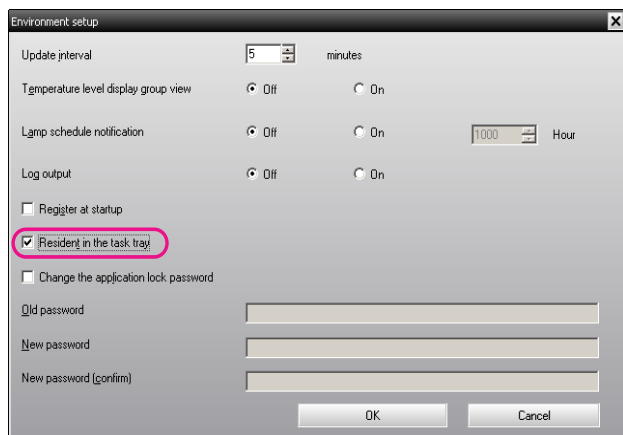 Environment setup
Update interval 5 minutes
Temperature level display group view Off On
Lamp schedule notification Off On 1000 Hour
Log output Off On
Register at startup
Resident in the task tray
Change the application lock password
Old password
New password
New password (confirm)
OK Cancel